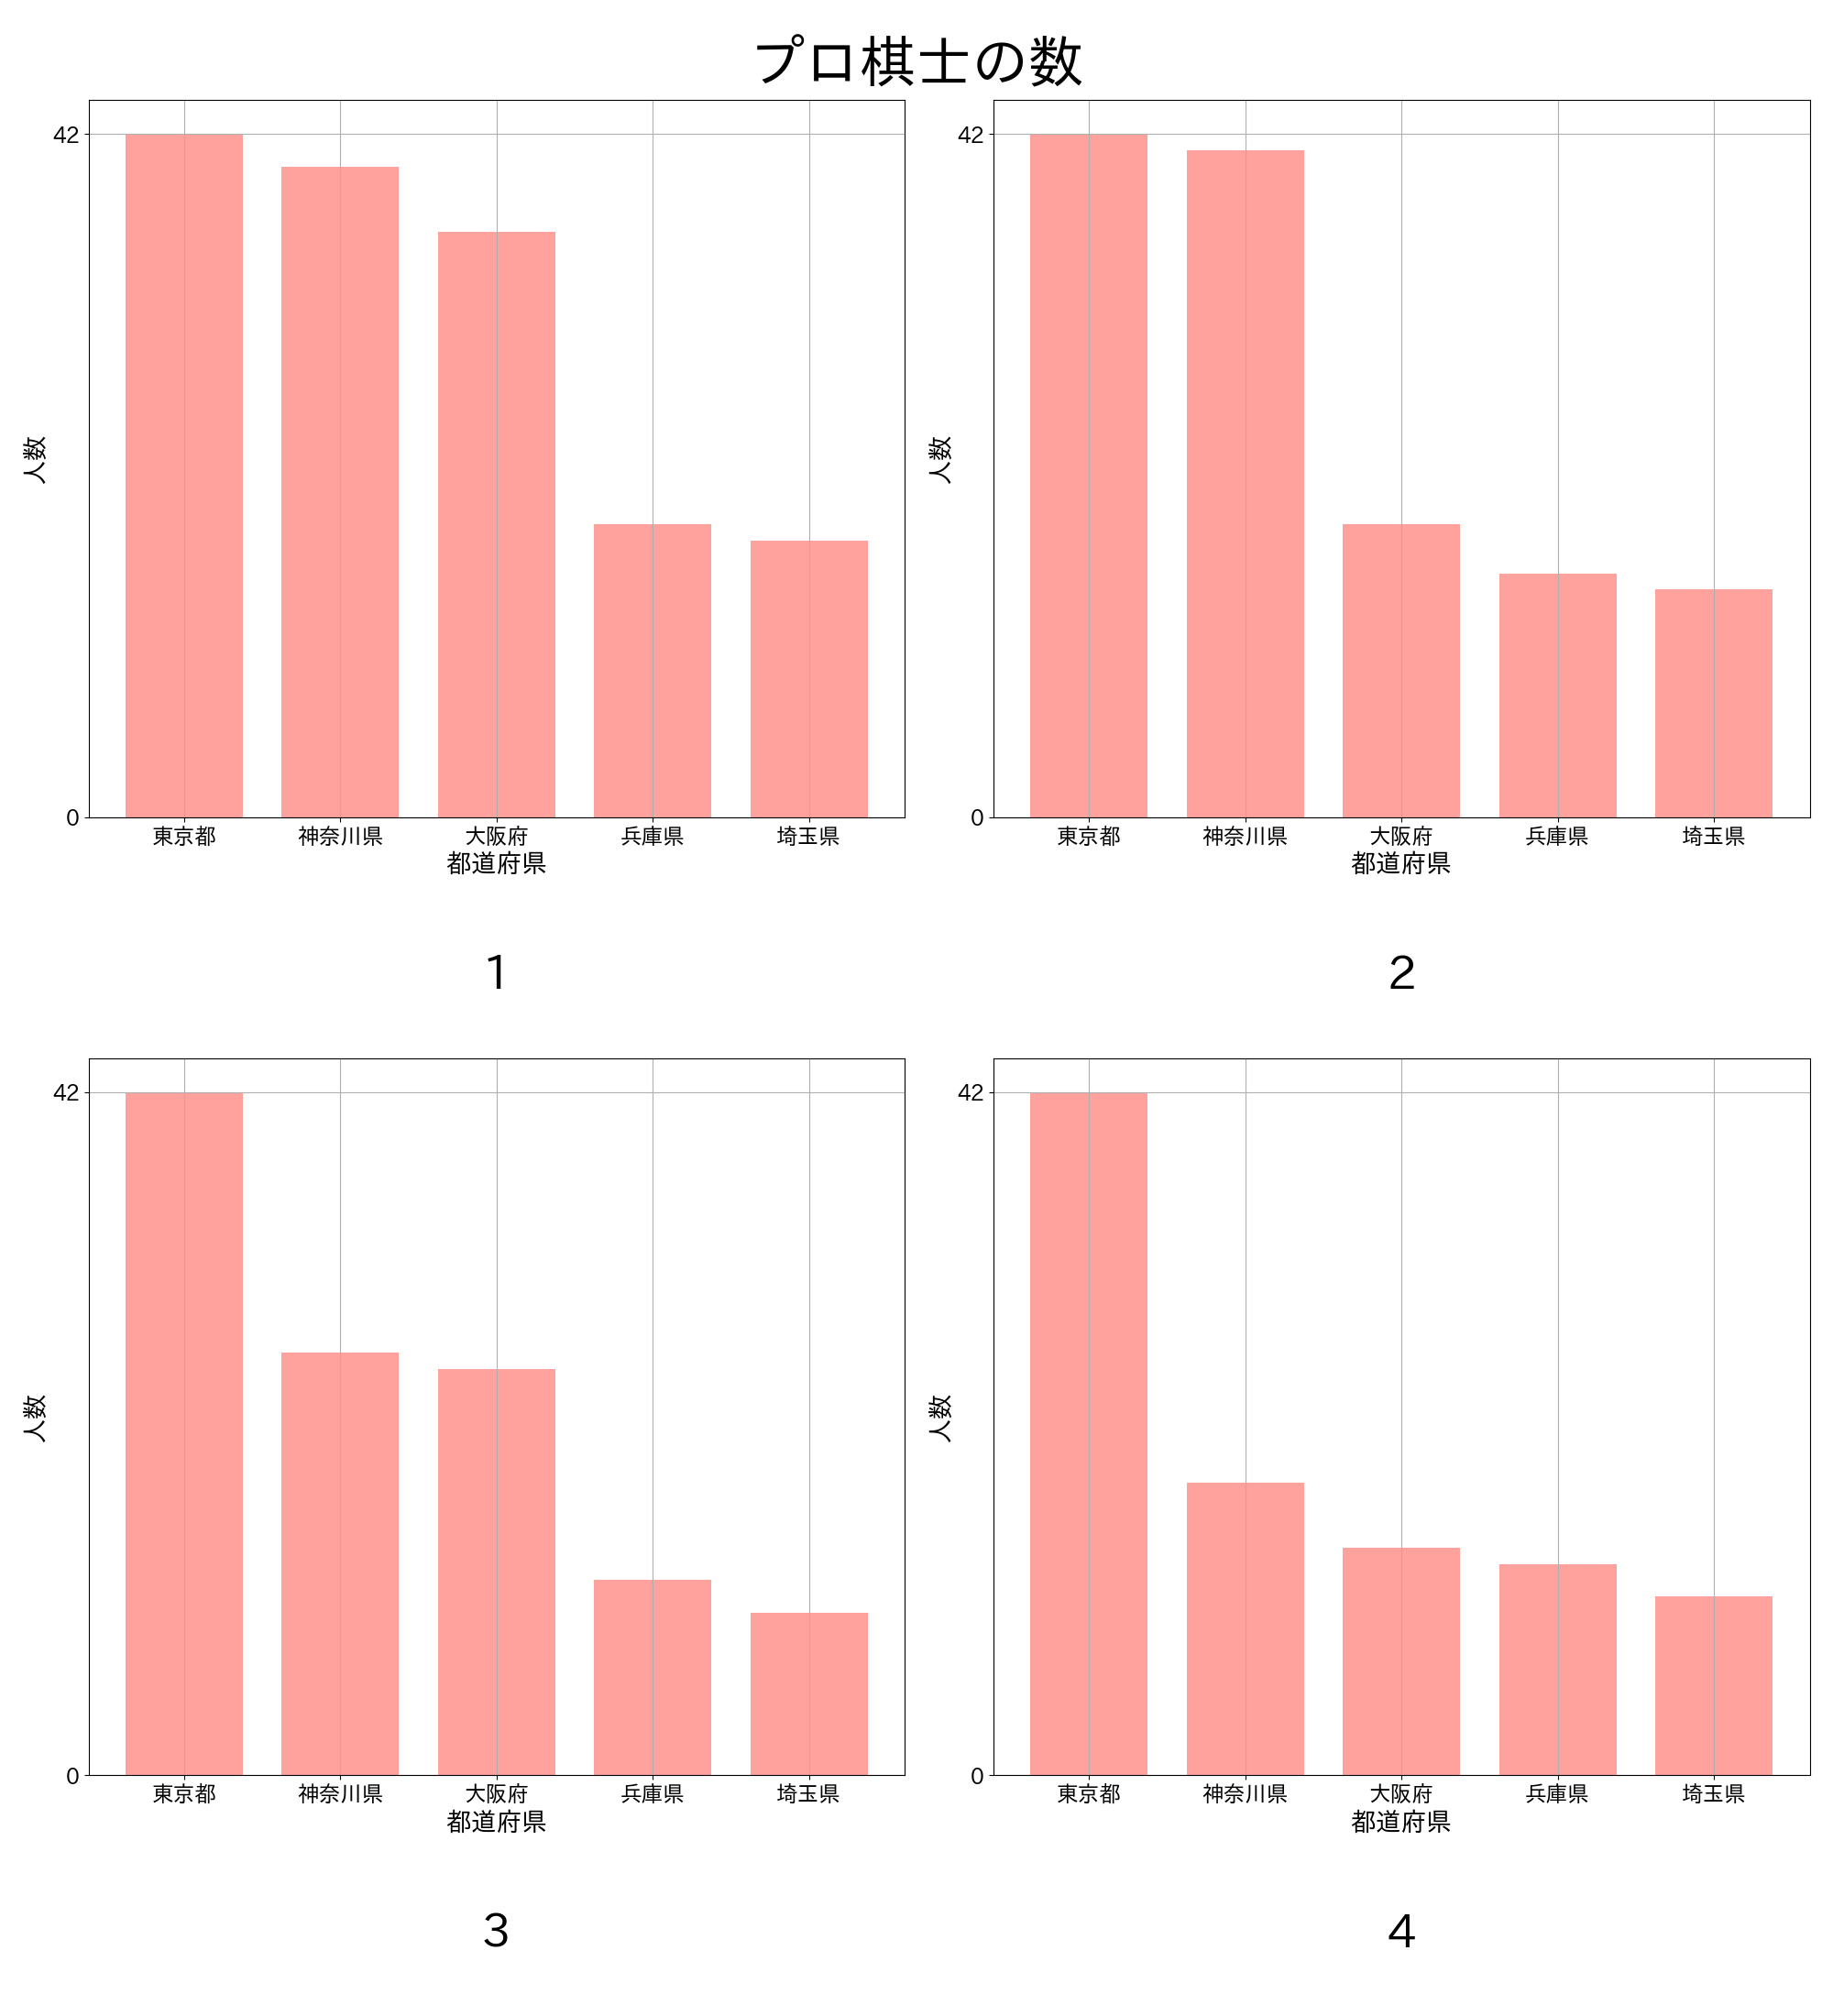 プロ棋士の数
42
0
人数
東京都 神奈川県 大阪府 兵庫県 埼玉県
都道府県
1
42
0
人数
東京都 神奈川県 大阪府 兵庫県 埼玉県
都道府県
2
42
0
人数
東京都 神奈川県 大阪府 兵庫県 埼玉県
都道府県
3
42
0
人数
東京都 神奈川県 大阪府 兵庫県 埼玉県
都道府県
4